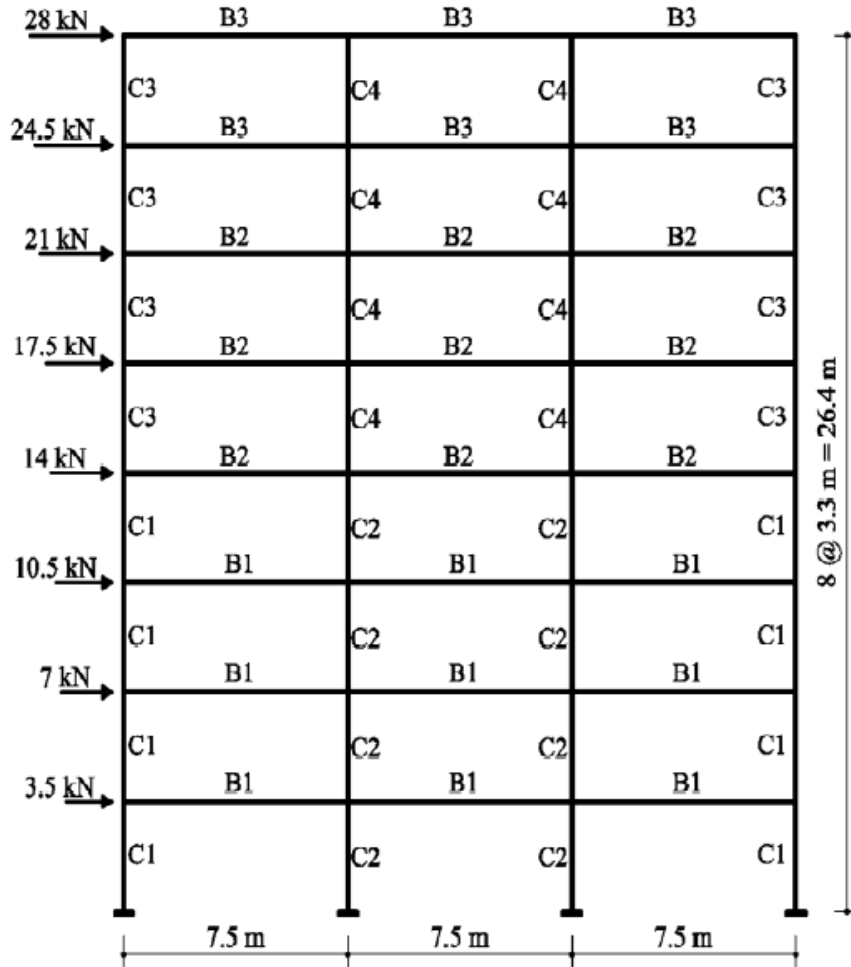 28 kN B3 B3 B3
C3 C4 C4 C3
24.5 kN B3 B3 B3
C3 C4 C4 C3
21 kN B2 B2 B2
C3 C4 C4 C3
17.5 kN B2 B2 B2
C3 C4 C4 C3
14 kN B2 B2 B2
C1 C2 C2 C1
10.5 kN B1 B1 B1
C1 C2 C2 C1
7 kN B1 B1 B1
C1 C2 C2 C1
3.5 kN B1 B1 B1
C1 C2 C2 C1
7.5 m 7.5 m 7.5 m
8 @ 3.3 m = 26.4 m